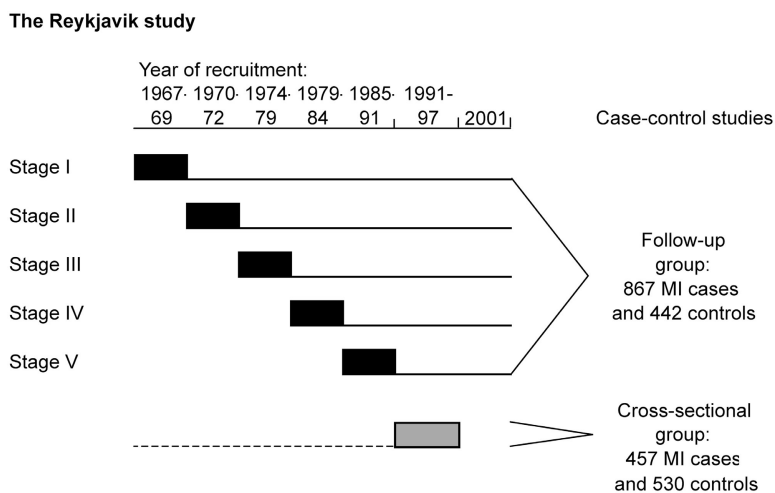 The Reykjavik study
Year of recruitment:
1967- 1970- 1974- 1979- 1985- 1991-
69 72 79 84 91 97 2001
Case-control studies
Stage I
Stage II
Stage III
Stage IV
Stage V
Follow-up
group:
867 MI cases
and 442 controls
Cross-sectional
group:
457 MI cases
and 530 controls